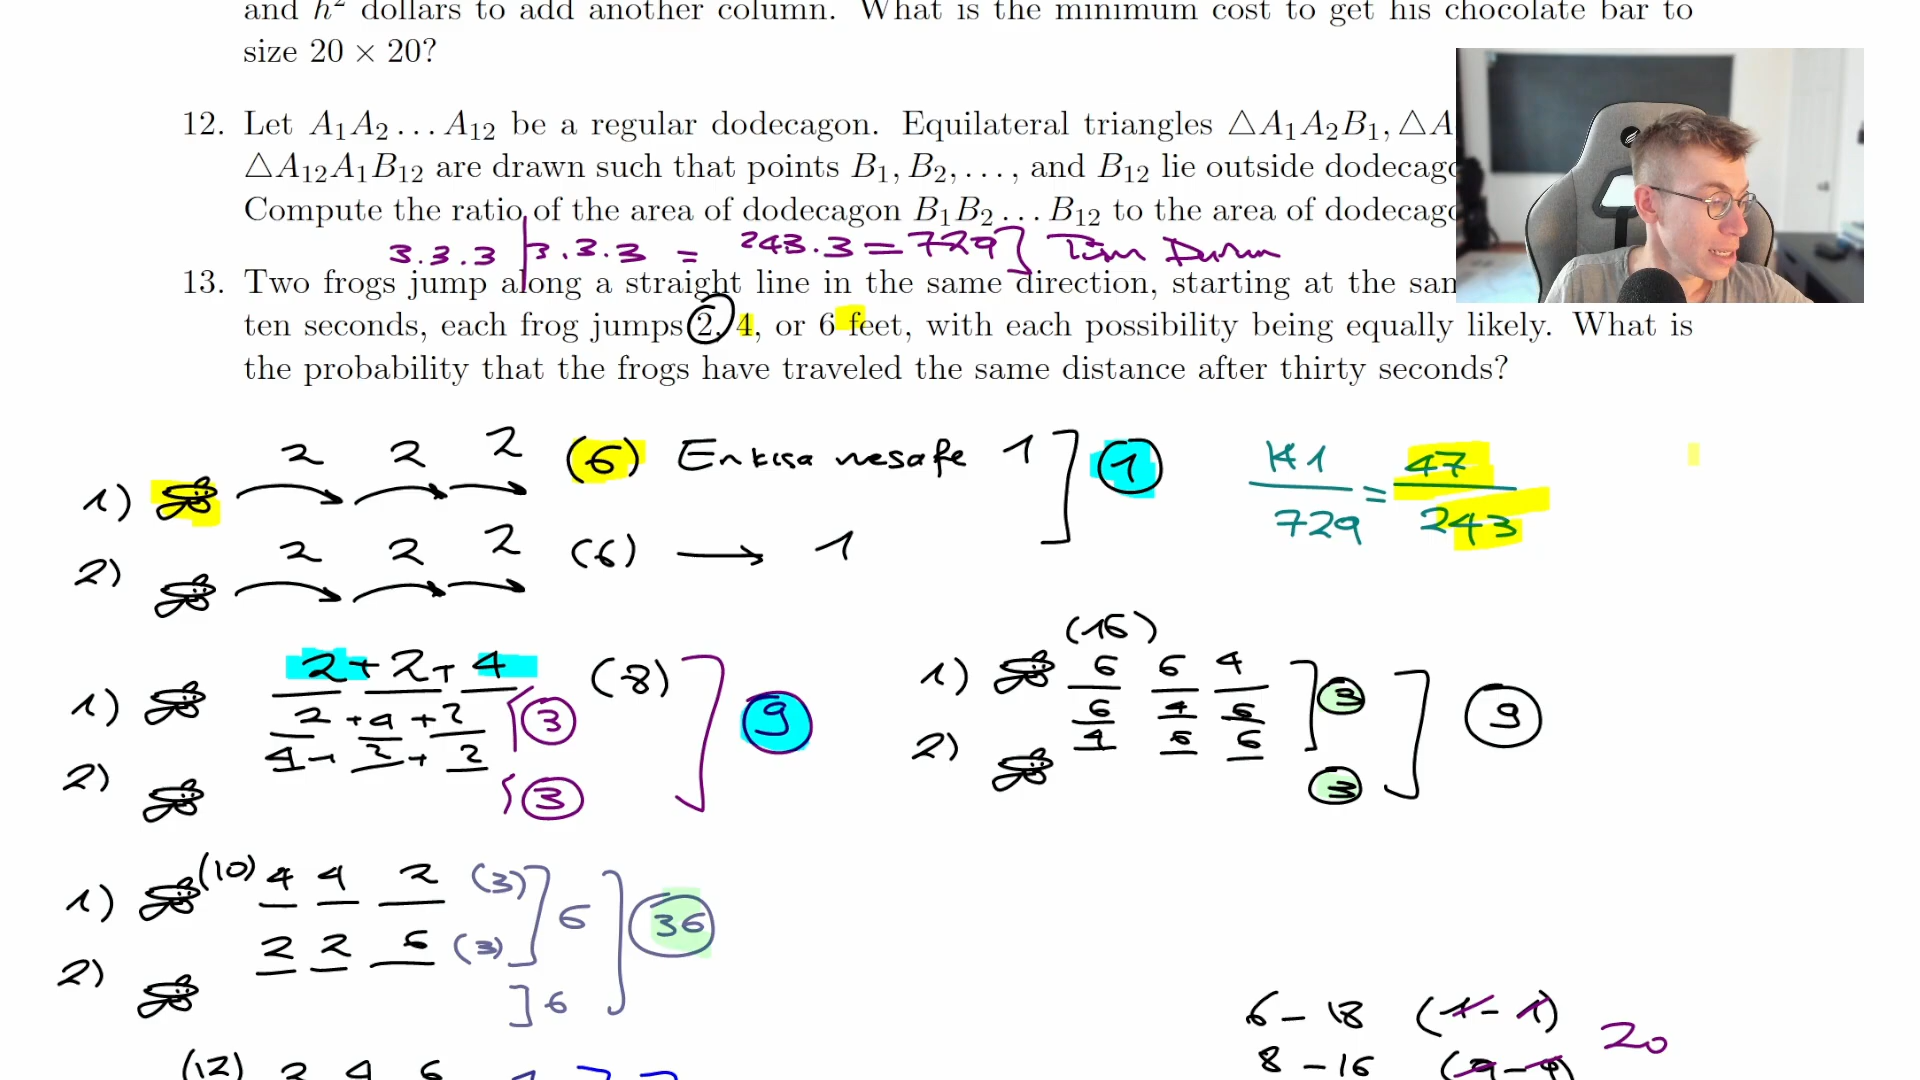 and h² dollars to add another column. What is the minimum cost to get his chocolate bar to
size 20 × 20?
12. Let A₁A₂ … A₁₂ be a regular dodecagon. Equilateral triangles △A₁A₂B₁, △A
△A₁₂A₁B₁₂ are drawn such that points B₁, B₂, …, and B₁₂ lie outside dodecago
Compute the ratio of the area of dodecagon B₁B₂ … B₁₂ to the area of dodecago
3.3.3 | 3.3.3 = 243.3 = 729] Tüm Durum
13. Two frogs jump along a straight line in the same direction, starting at the sam
ten seconds, each frog jumps 2, 4, or 6 feet, with each possibility being equally likely. What is
the probability that the frogs have traveled the same distance after thirty seconds?
1) 2 2 2 (6) En kısa mesafe 1 ] 1
2) 2 2 2 (6) → 1
141/729 = 47/243
1) 2+2+4 (8)
2+4+2 3
4+2+2
2) 3 ] 9
(16)
1) 6 6 4
6 4 6 ] 3
2) 4 6 6
3 ] 9
1) (10) 4 4 2 (3)
2 2 6 (3) ] 6
2) ] 6 ] 36
(12) 2 4 6
6 – 18 (1 – 1)
8 – 16 (9 – 9) 20